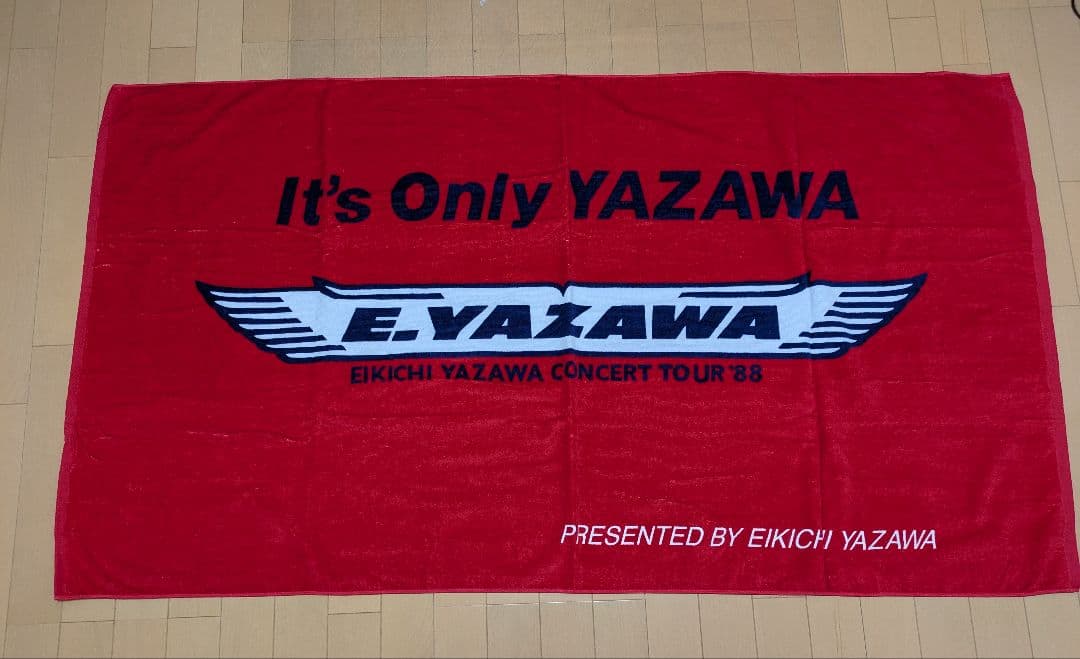 It's Only YAZAWA
E.YAZAWA
EIKICHI YAZAWA CONCERT TOUR '88
PRESENTED BY EIKICHI YAZAWA